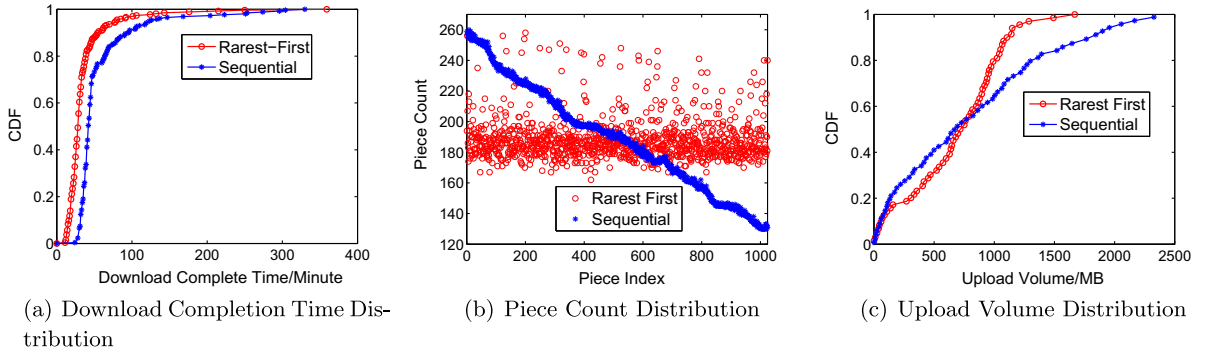 CDF
1
0.8
0.6
0.4
0.2
0
0
100
200
300
400
Download Complete Time/Minute
Rarest−First
Sequential
(a) Download Completion Time Dis-
tribution
Piece Count
260
240
220
200
180
160
140
120
0
200
400
600
800
1000
Piece Index
Rarest First
Sequential
(b) Piece Count Distribution
CDF
1
0.8
0.6
0.4
0.2
0
0
500
1000
1500
2000
2500
Upload Volume/MB
Rarest First
Sequential
(c) Upload Volume Distribution